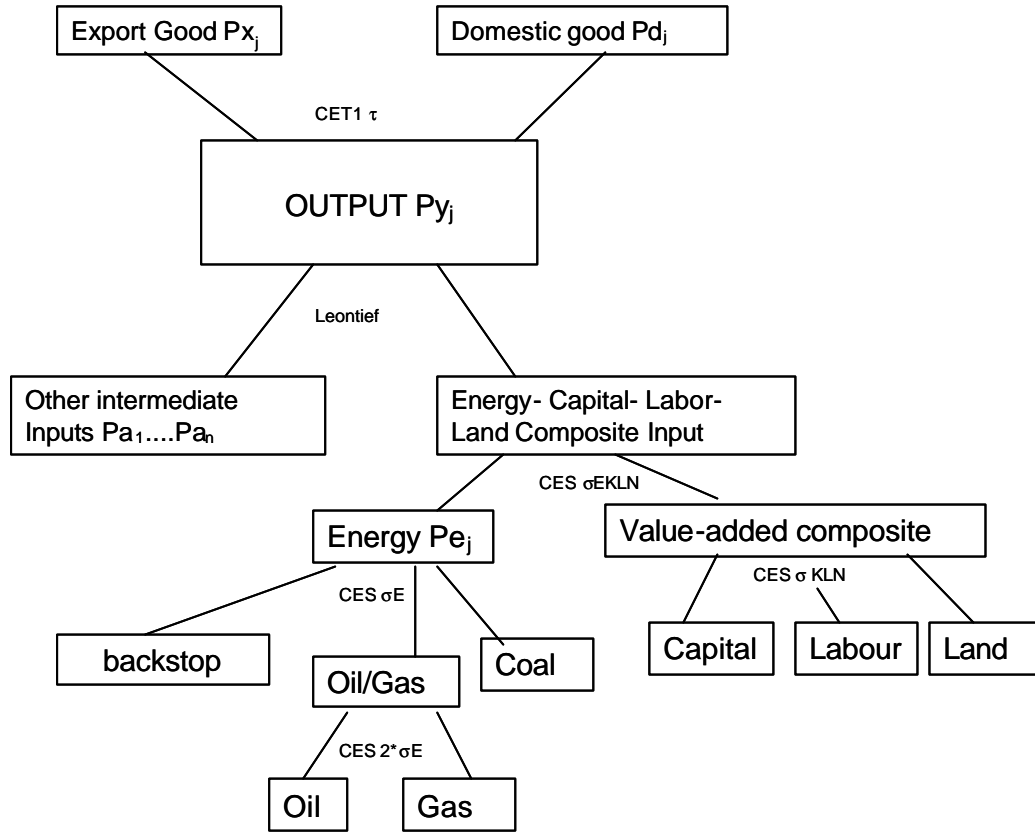 Export Good Pxj
Domestic good Pdj
CET1 τ
OUTPUT Pyj
Leontief
Other intermediate
Inputs Pa1....Pan
Energy- Capital- Labor-
Land Composite Input
CES σEKLN
Energy Pej
Value-added composite
CES σE
CES σ KLN
backstop
Oil/Gas
Coal
Capital
Labour
Land
CES 2* σE
Oil
Gas